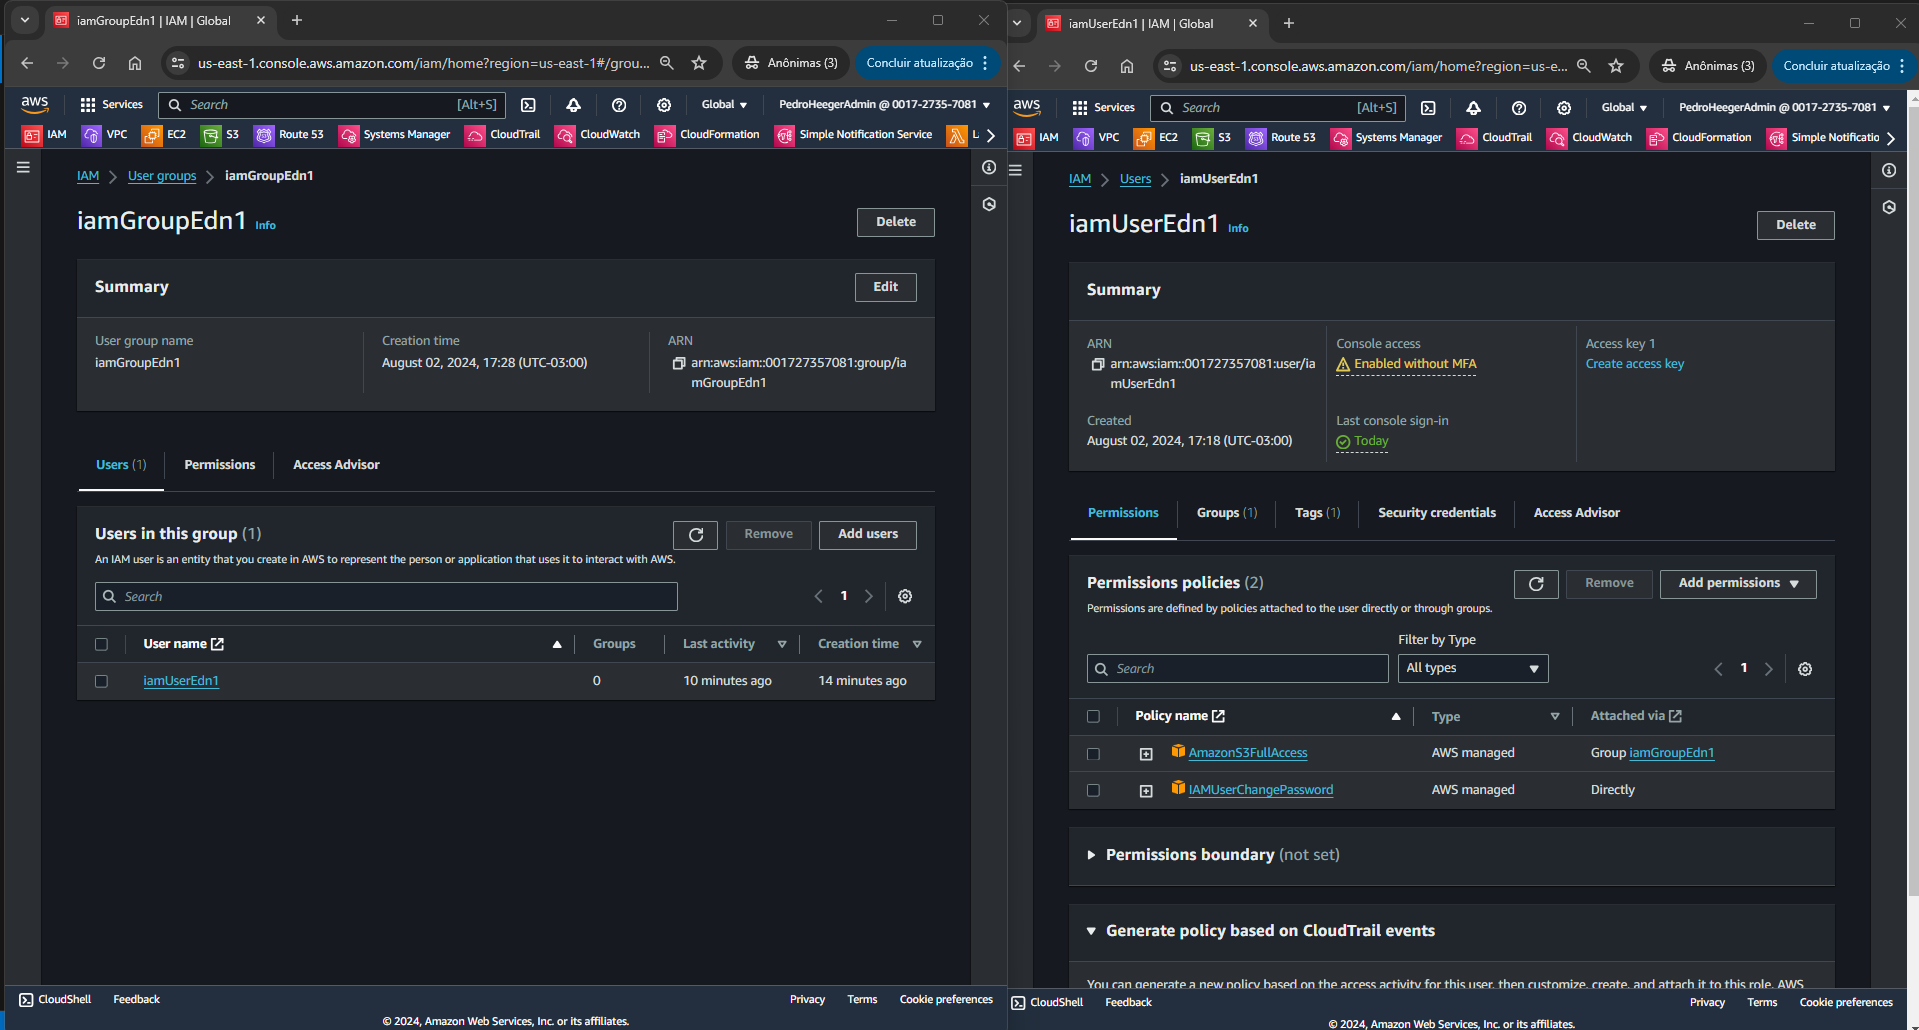 iamGroupEdn1 | IAM | Global
us-east-1.console.aws.amazon.com/iam/home?region=us-east-1#/grou...
Anônimas (3)
Concluir atualização
aws
Services
Search
[Alt+S]
Global
PedroHeegerAdmin @ 0017-2735-7081
IAM
VPC
EC2
S3
Route 53
Systems Manager
CloudTrail
CloudWatch
CloudFormation
Simple Notification Service
L
IAM > User groups > iamGroupEdn1
iamGroupEdn1 Info
Delete
Summary
Edit
User group name
iamGroupEdn1
Creation time
August 02, 2024, 17:28 (UTC-03:00)
ARN
arn:aws:iam::001727357081:group/ia
mGroupEdn1
Users (1)
Permissions
Access Advisor
Users in this group (1)
Remove
Add users
An IAM user is an entity that you create in AWS to represent the person or application that uses it to interact with AWS.
Search
1
User name
Groups
Last activity
Creation time
iamUserEdn1
0
10 minutes ago
14 minutes ago
CloudShell
Feedback
Privacy
Terms
Cookie preferences
© 2024, Amazon Web Services, Inc. or its affiliates.
iamUserEdn1 | IAM | Global
us-east-1.console.aws.amazon.com/iam/home?region=us-e...
Anônimas (3)
Concluir atualização
aws
Services
Search
[Alt+S]
Global
PedroHeegerAdmin @ 0017-2735-7081
IAM
VPC
EC2
S3
Route 53
Systems Manager
CloudTrail
CloudWatch
CloudFormation
Simple Notificatio
IAM > Users > iamUserEdn1
iamUserEdn1 Info
Delete
Summary
ARN
arn:aws:iam::001727357081:user/ia
mUserEdn1
Console access
Enabled without MFA
Access key 1
Create access key
Created
August 02, 2024, 17:18 (UTC-03:00)
Last console sign-in
Today
Permissions
Groups (1)
Tags (1)
Security credentials
Access Advisor
Permissions policies (2)
Remove
Add permissions
Permissions are defined by policies attached to the user directly or through groups.
Filter by Type
Search
All types
1
Policy name
Type
Attached via
AmazonS3FullAccess
AWS managed
Group iamGroupEdn1
IAMUserChangePassword
AWS managed
Directly
Permissions boundary (not set)
Generate policy based on CloudTrail events
You can generate a new policy based on the access activity for this user, then customize, create, and attach it to this role. AWS
CloudShell
Feedback
Privacy
Terms
Cookie preferences
© 2024, Amazon Web Services, Inc. or its affiliates.